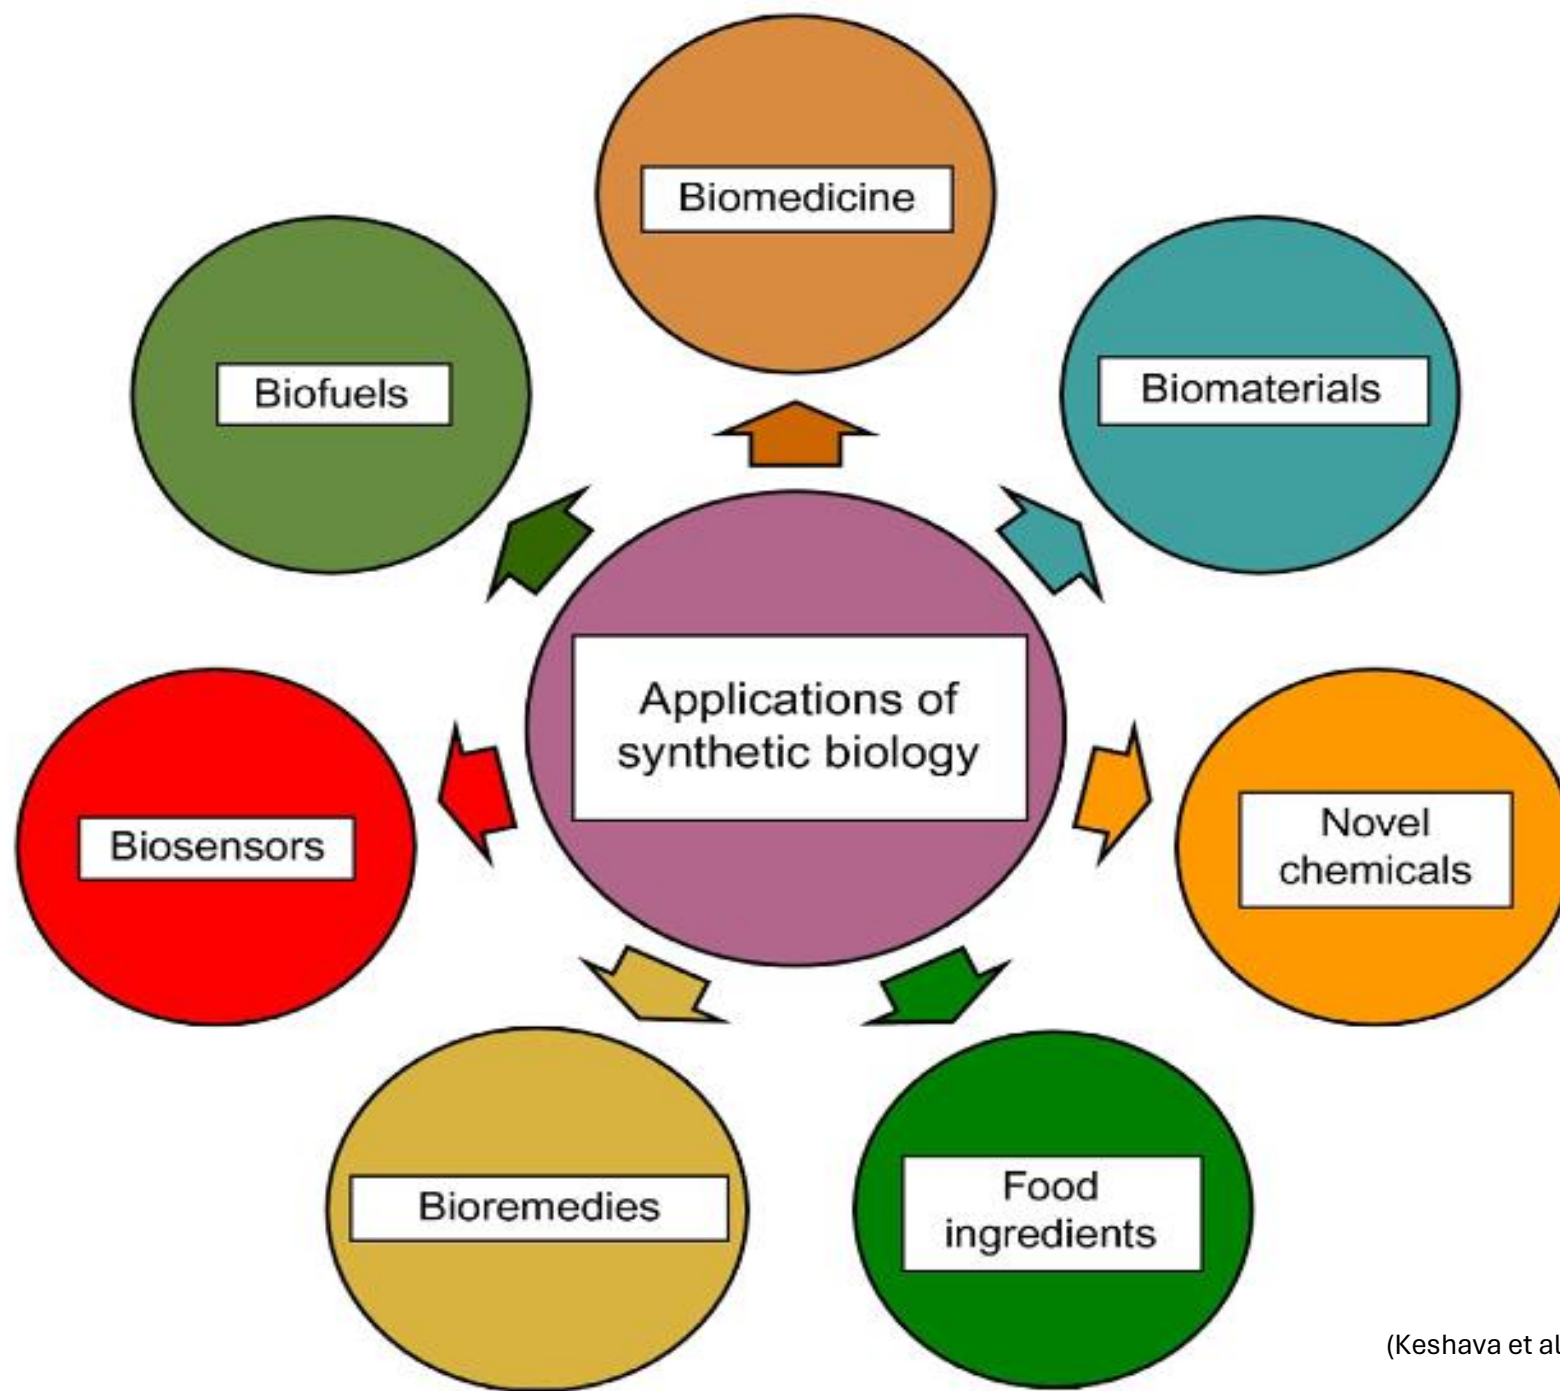 Biomedicine
Biofuels
Biomaterials
Applications of
synthetic biology
Biosensors
Novel
chemicals
Bioremedies
Food
ingredients
(Keshava et al